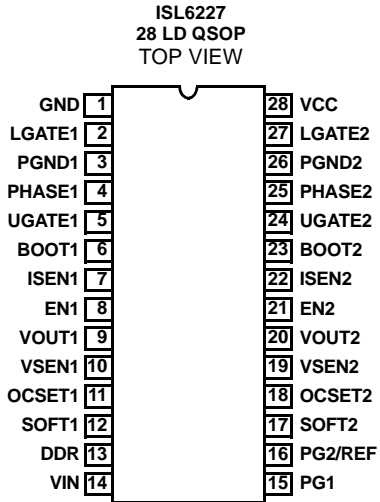 ISL6227
28 LD QSOP
TOP VIEW
GND 1 28 VCC
LGATE1 2 27 LGATE2
PGND1 3 26 PGND2
PHASE1 4 25 PHASE2
UGATE1 5 24 UGATE2
BOOT1 6 23 BOOT2
ISEN1 7 22 ISEN2
EN1 8 21 EN2
VOUT1 9 20 VOUT2
VSEN1 10 19 VSEN2
OCSET1 11 18 OCSET2
SOFT1 12 17 SOFT2
DDR 13 16 PG2/REF
VIN 14 15 PG1